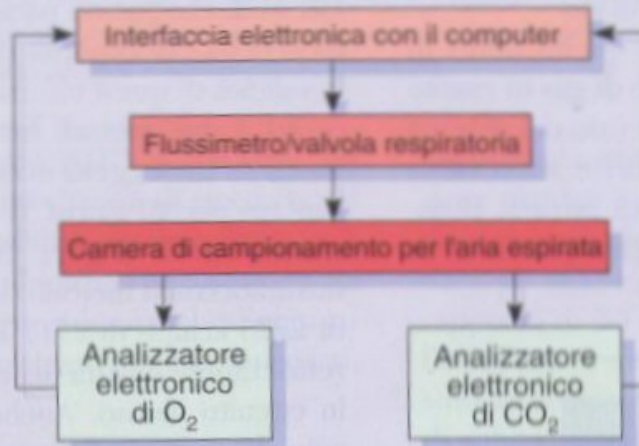 Interfaccia elettronica con il computer
Flussimetro/valvola respiratoria
Camera di campionamento per l'aria espirata
Analizzatore
elettronico
di O₂
Analizzatore
elettronico
di CO₂